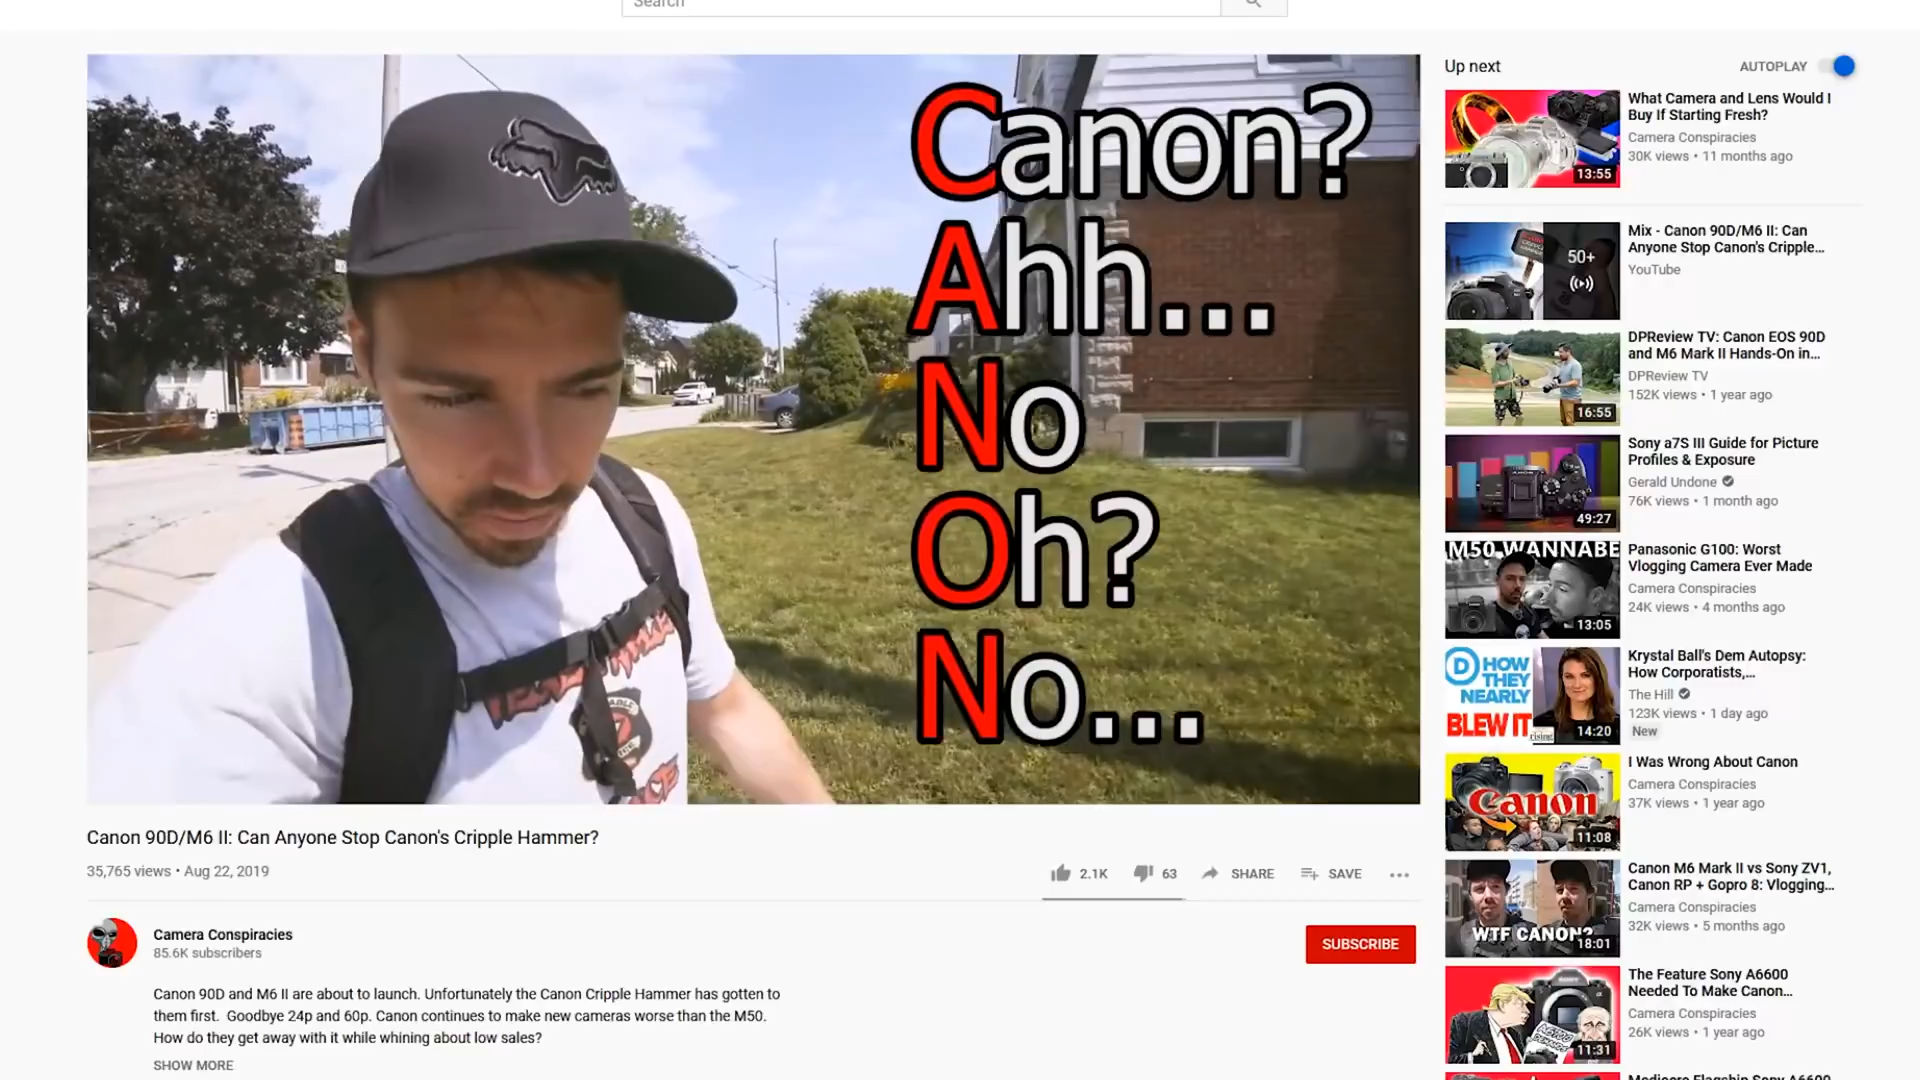 Search
Canon?
Ahh...
No
Oh?
No...
Canon 90D/M6 II: Can Anyone Stop Canon's Cripple Hammer?
35,765 views • Aug 22, 2019
2.1K
63
SHARE
SAVE
Camera Conspiracies
85.6K subscribers
SUBSCRIBE
Canon 90D and M6 II are about to launch. Unfortunately the Canon Cripple Hammer has gotten to
them first. Goodbye 24p and 60p. Canon continues to make new cameras worse than the M50.
How do they get away with it while whining about low sales?
SHOW MORE
Up next
AUTOPLAY
13:55
What Camera and Lens Would I
Buy If Starting Fresh?
Camera Conspiracies
30K views • 11 months ago
50+
Mix - Canon 90D/M6 II: Can
Anyone Stop Canon's Cripple...
YouTube
16:55
DPReview TV: Canon EOS 90D
and M6 Mark II Hands-On in...
DPReview TV
152K views • 1 year ago
49:27
Sony a7S III Guide for Picture
Profiles & Exposure
Gerald Undone
76K views • 1 month ago
M50 WANNABE
13:05
Panasonic G100: Worst
Vlogging Camera Ever Made
Camera Conspiracies
24K views • 4 months ago
HOW
THEY
NEARLY
BLEW IT
rising
14:20
Krystal Ball's Dem Autopsy:
How Corporatists,...
The Hill
123K views • 1 day ago
New
Canon
11:08
I Was Wrong About Canon
Camera Conspiracies
37K views • 1 year ago
WTF CANON?
18:01
Canon M6 Mark II vs Sony ZV1,
Canon RP + Gopro 8: Vlogging...
Camera Conspiracies
32K views • 5 months ago
11:31
The Feature Sony A6600
Needed To Make Canon...
Camera Conspiracies
26K views • 1 year ago
Mediocre Flagship Sony A6600